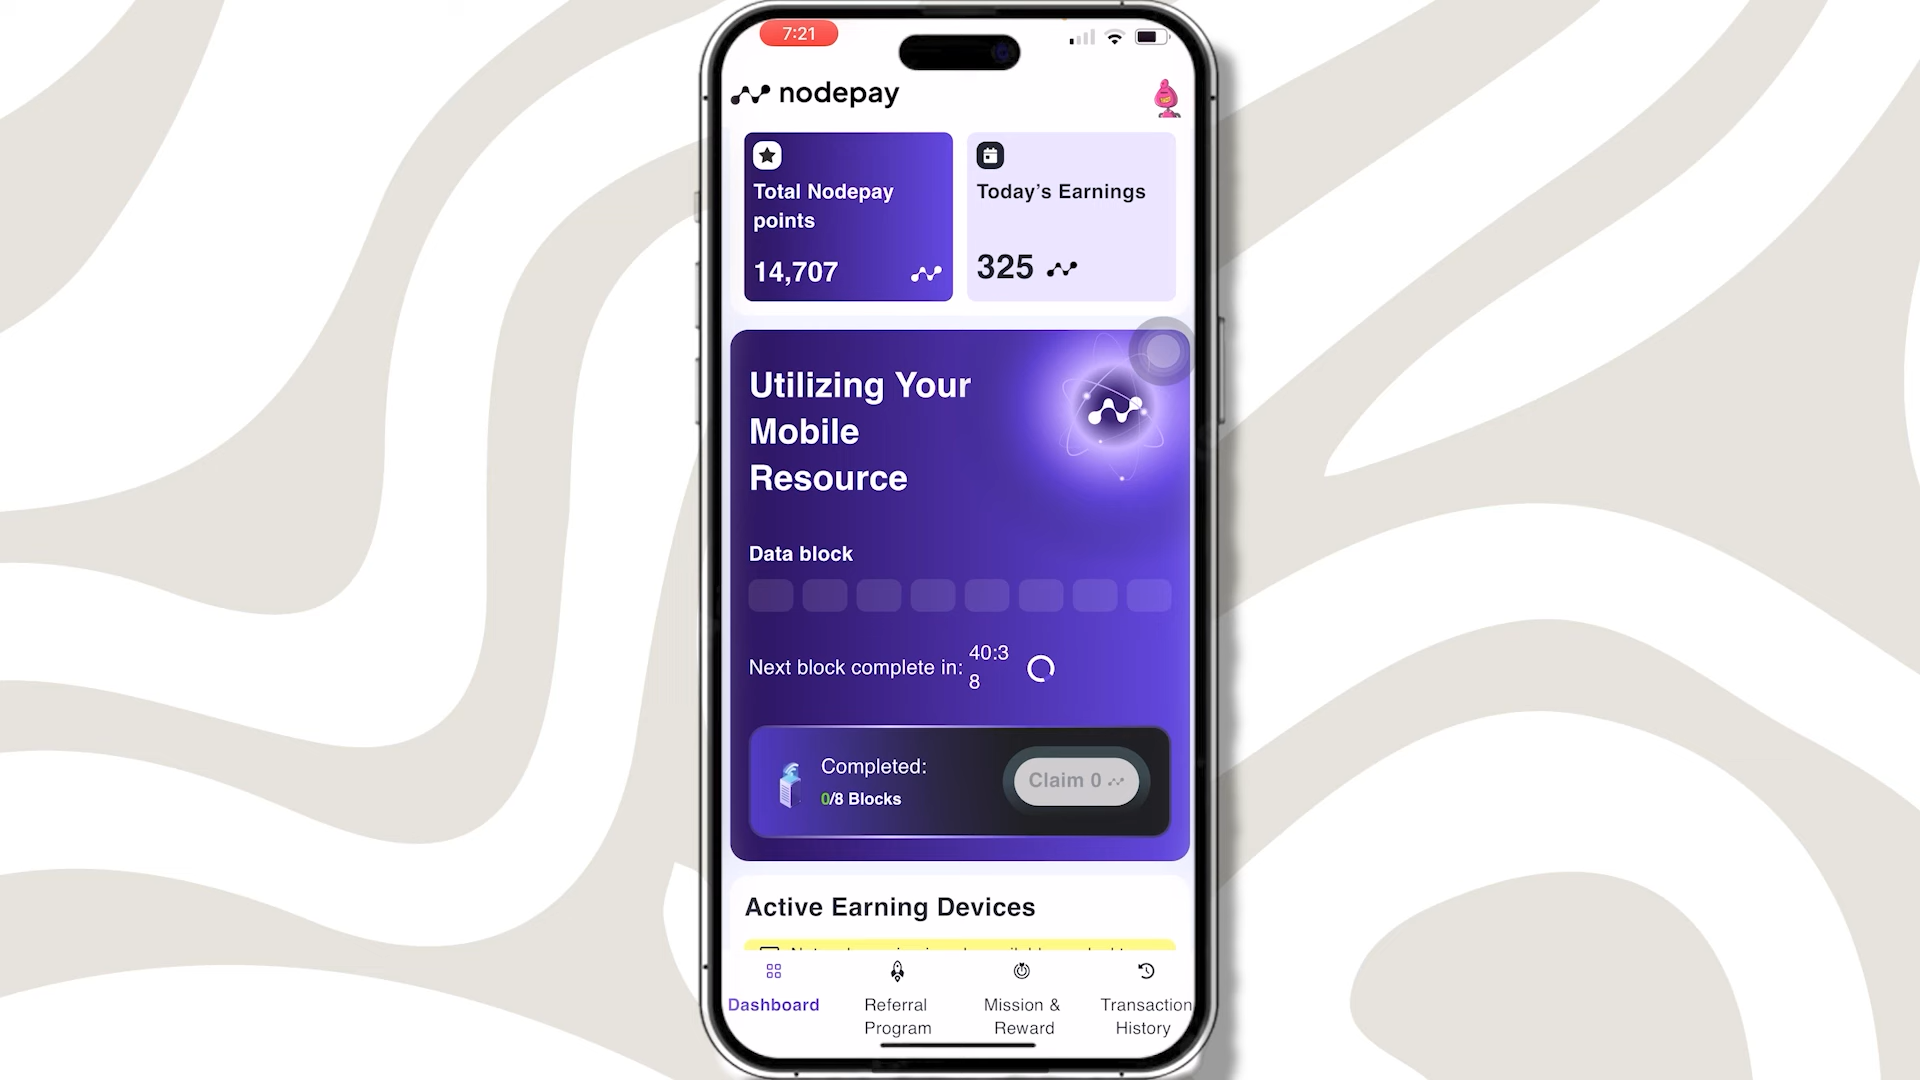 7:21
nodepay
Total Nodepay
points
14,707
Today's Earnings
325
Utilizing Your
Mobile
Resource
Data block
Next block complete in:
40:3
8
Completed:
0/8 Blocks
Claim 0
Active Earning Devices
Dashboard
Referral
Program
Mission &
Reward
Transaction
History